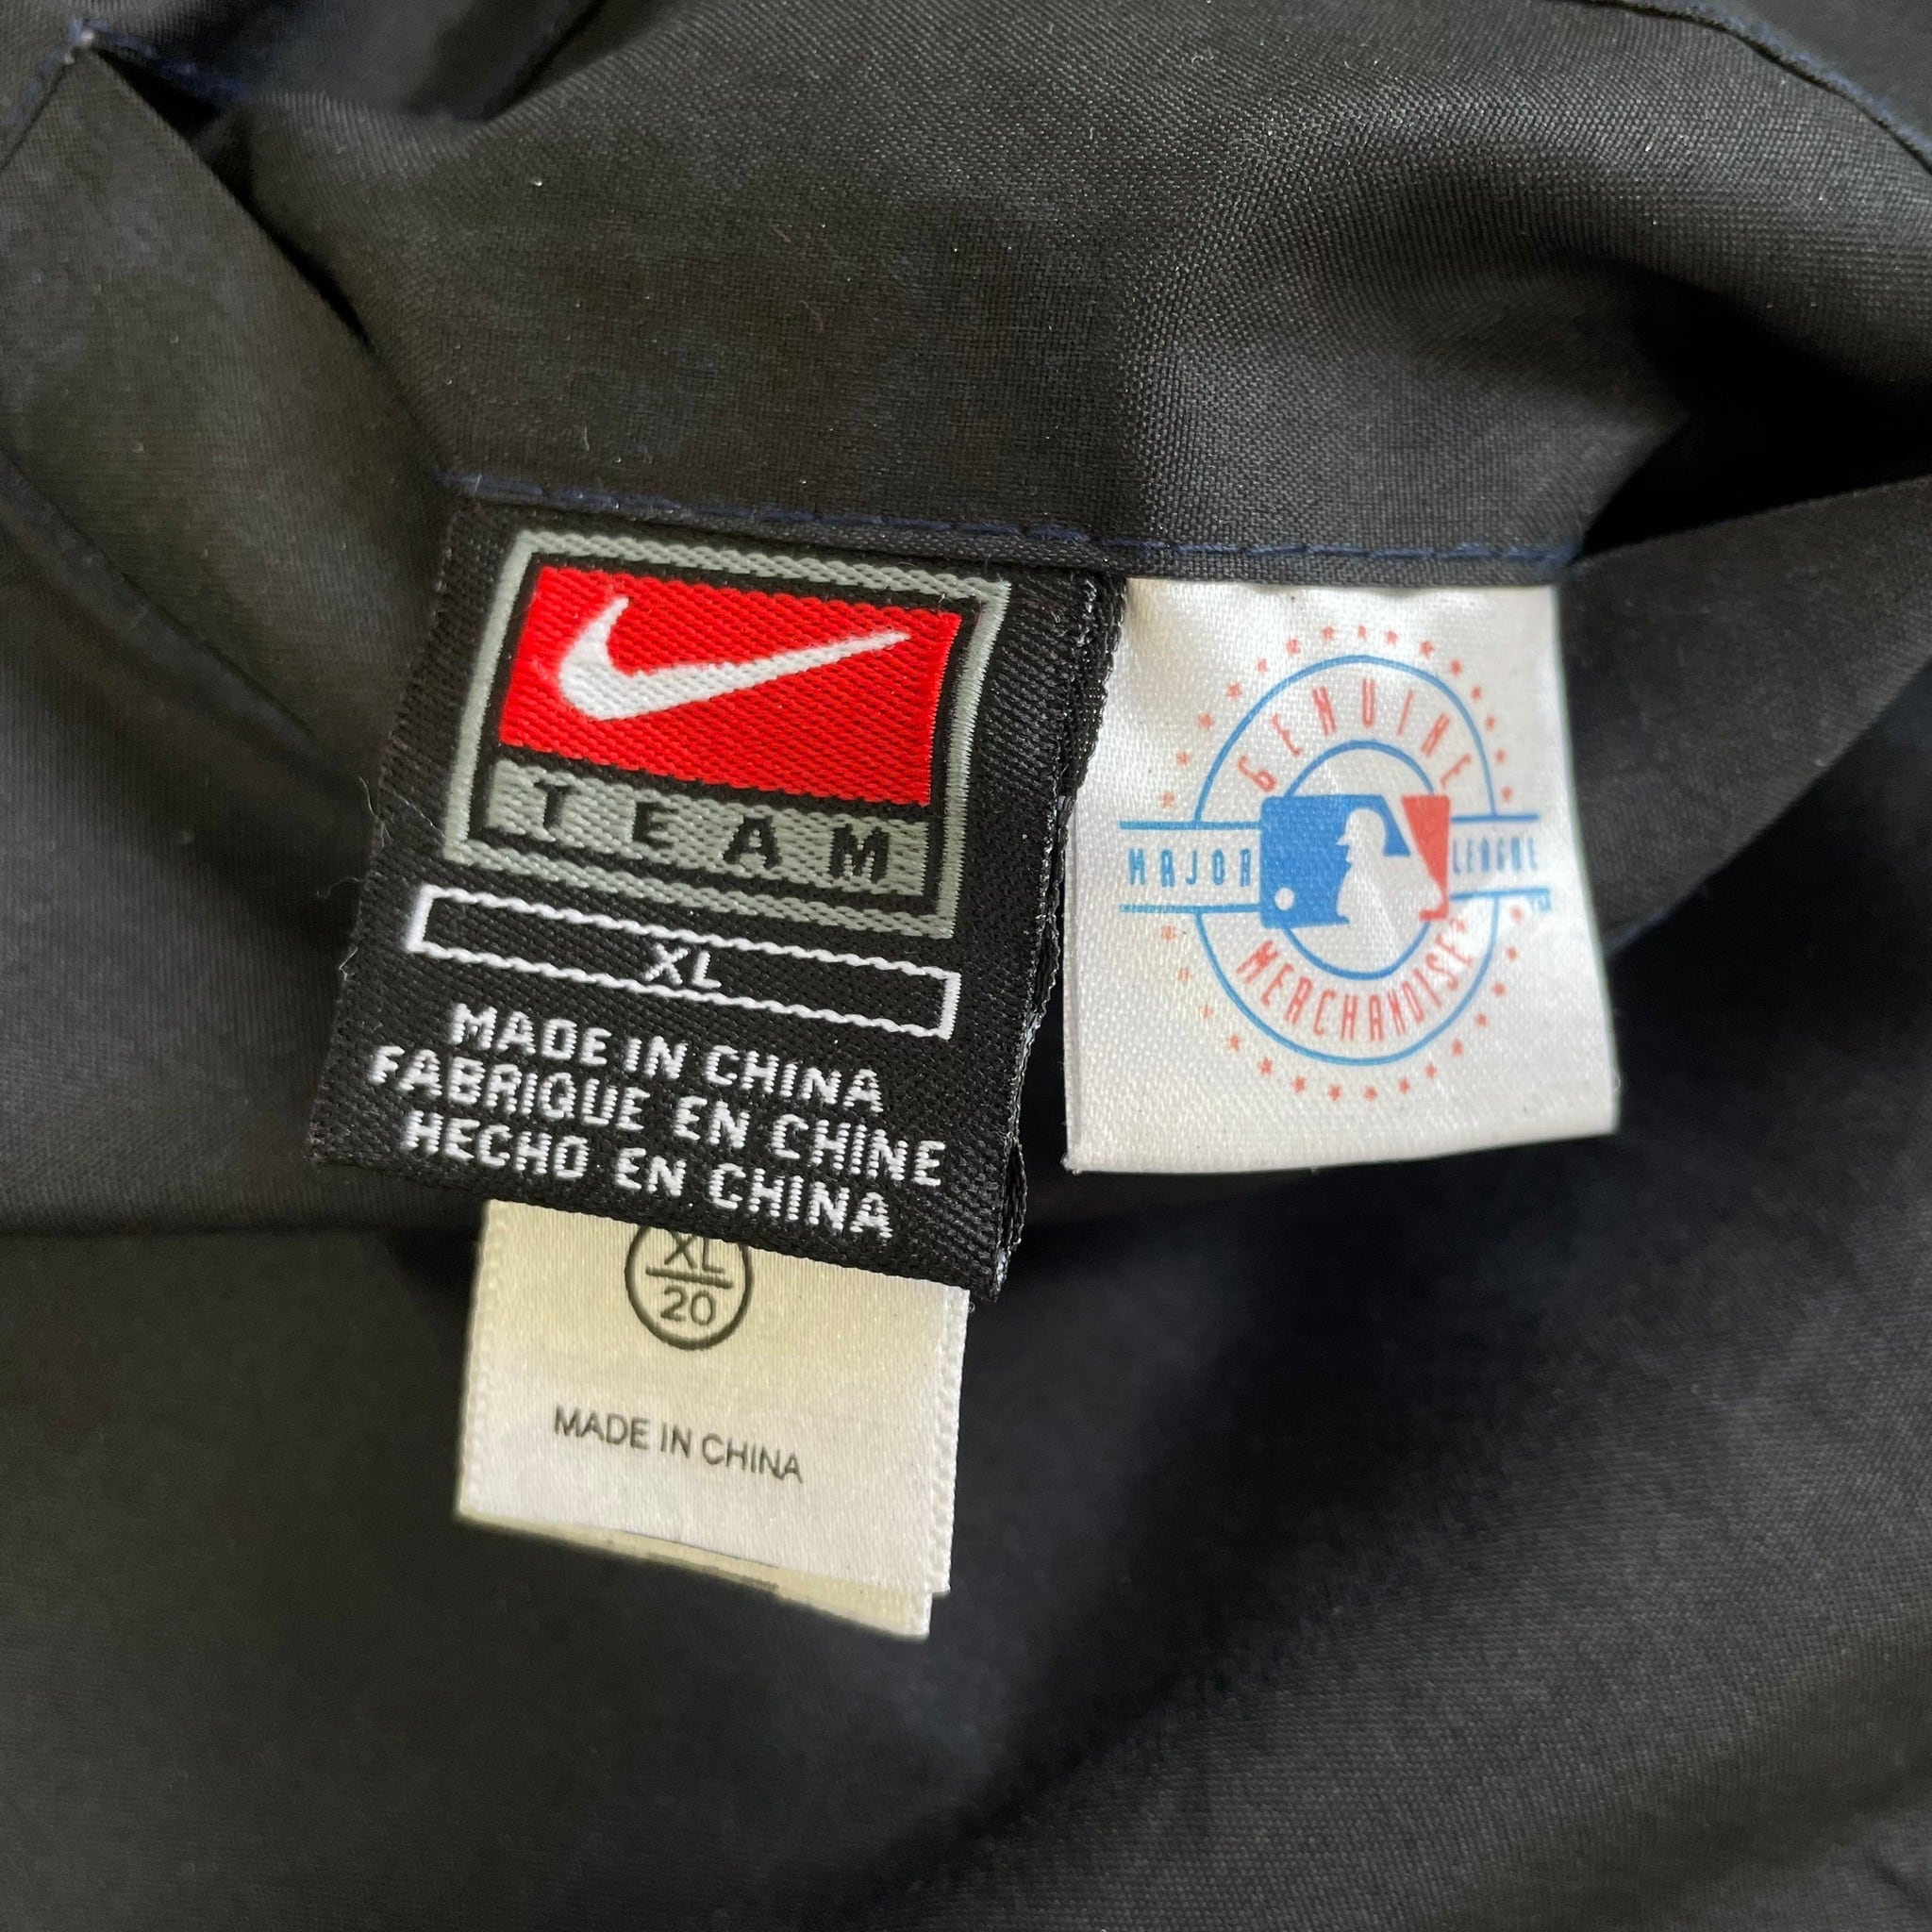 TEAM
XL
MADE IN CHINA
FABRIQUE EN CHINE
HECHO EN CHINA
XL
20
MADE IN CHINA
GENUINE
MAJOR LEAGUE
TM
MERCHANDISE